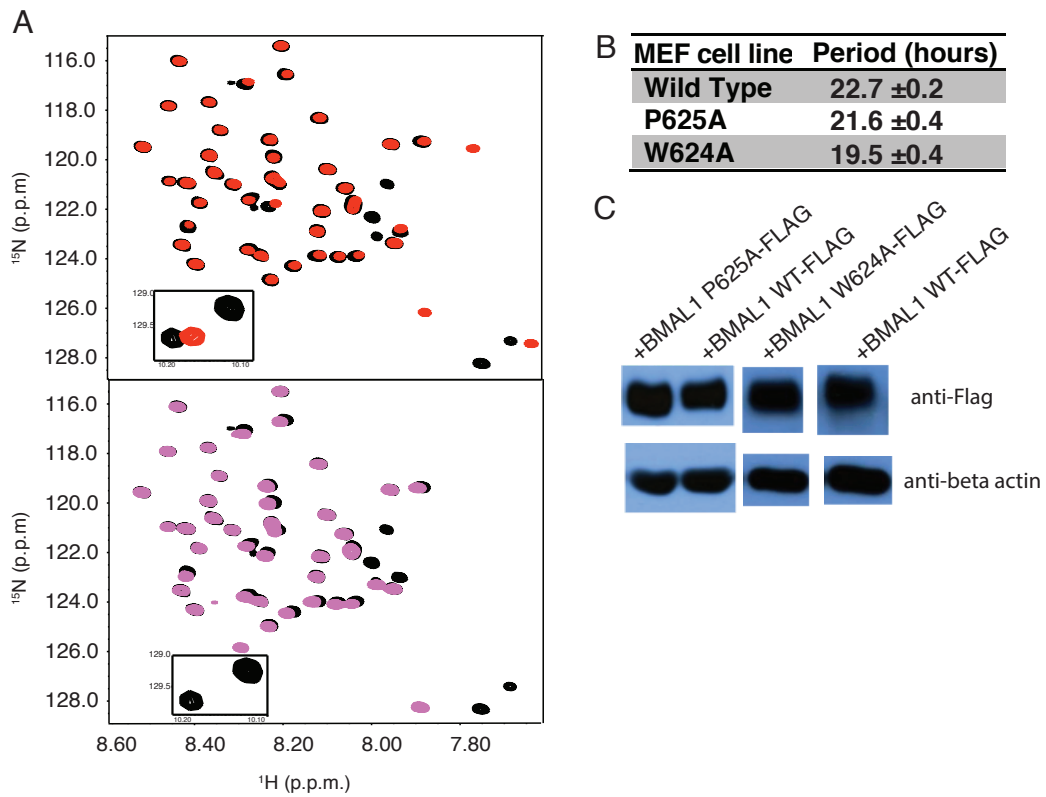 A
116.0
118.0
120.0
122.0
124.0
126.0
128.0
¹⁵N (p.p.m)
129.0
129.5
10.20
10.10
116.0
118.0
120.0
122.0
124.0
126.0
128.0
¹⁵N (p.p.m)
129.0
129.5
10.20
10.10
8.60
8.40
8.20
8.00
7.80
¹H (p.p.m.)
B
MEF cell line Period (hours)
Wild Type 22.7 ±0.2
P625A 21.6 ±0.4
W624A 19.5 ±0.4
C
+BMAL1 P625A-FLAG
+BMAL1 WT-FLAG
+BMAL1 W624A-FLAG
+BMAL1 WT-FLAG
anti-Flag
anti-beta actin